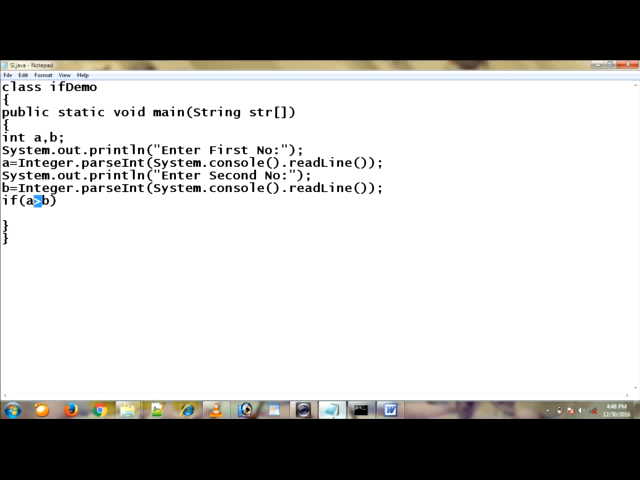 SI.java - Notepad
File Edit Format View Help
class ifDemo
{
public static void main(String str[])
{
int a,b;
System.out.println("Enter First No:");
a=Integer.parseInt(System.console().readLine());
System.out.println("Enter Second No:");
b=Integer.parseInt(System.console().readLine());
if(a>b)
}
}
4:48 PM
12/30/2016